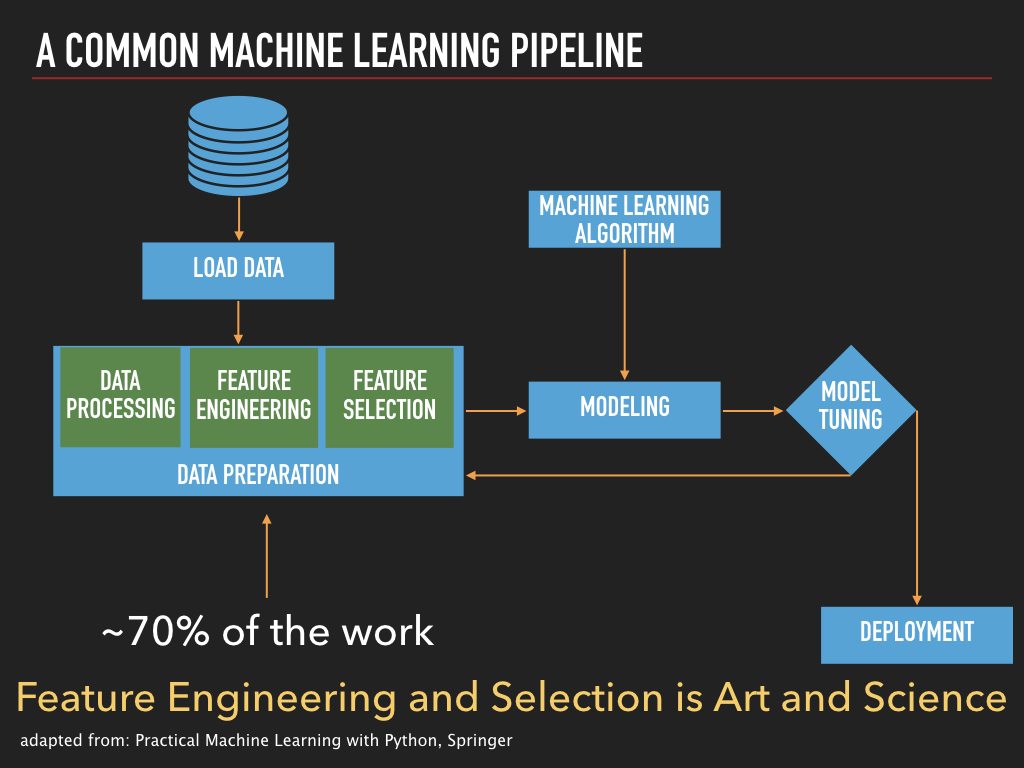 A COMMON MACHINE LEARNING PIPELINE
MACHINE LEARNING
ALGORITHM
LOAD DATA
DATA
PROCESSING
FEATURE
ENGINEERING
FEATURE
SELECTION
DATA PREPARATION
MODELING
MODEL
TUNING
~70% of the work
DEPLOYMENT
Feature Engineering and Selection is Art and Science
adapted from: Practical Machine Learning with Python, Springer